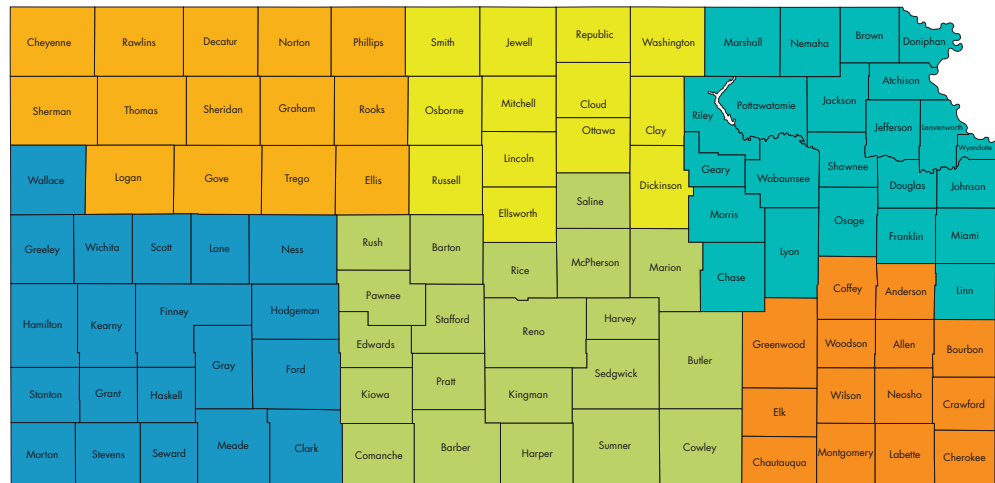 Cheyenne
Rawlins
Decatur
Norton
Phillips
Smith
Jewell
Republic
Washington
Marshall
Nemaha
Brown
Doniphan
Sherman
Thomas
Sheridan
Graham
Rooks
Osborne
Mitchell
Cloud
Clay
Riley
Pottawatomie
Jackson
Atchison
Jefferson
Leavenworth
Wyandotte
Wallace
Logan
Gove
Trego
Ellis
Russell
Lincoln
Ottawa
Dickinson
Geary
Wabaunsee
Shawnee
Douglas
Johnson
Greeley
Wichita
Scott
Lane
Ness
Rush
Barton
Ellsworth
Saline
Morris
Osage
Franklin
Miami
Rice
McPherson
Marion
Chase
Lyon
Coffey
Anderson
Linn
Hamilton
Kearny
Finney
Hodgeman
Pawnee
Stafford
Reno
Harvey
Gray
Ford
Edwards
Sedgwick
Butler
Greenwood
Woodson
Allen
Bourbon
Stanton
Grant
Haskell
Kiowa
Pratt
Kingman
Elk
Wilson
Neosho
Crawford
Morton
Stevens
Seward
Meade
Clark
Comanche
Barber
Harper
Sumner
Cowley
Chautauqua
Montgomery
Labette
Cherokee